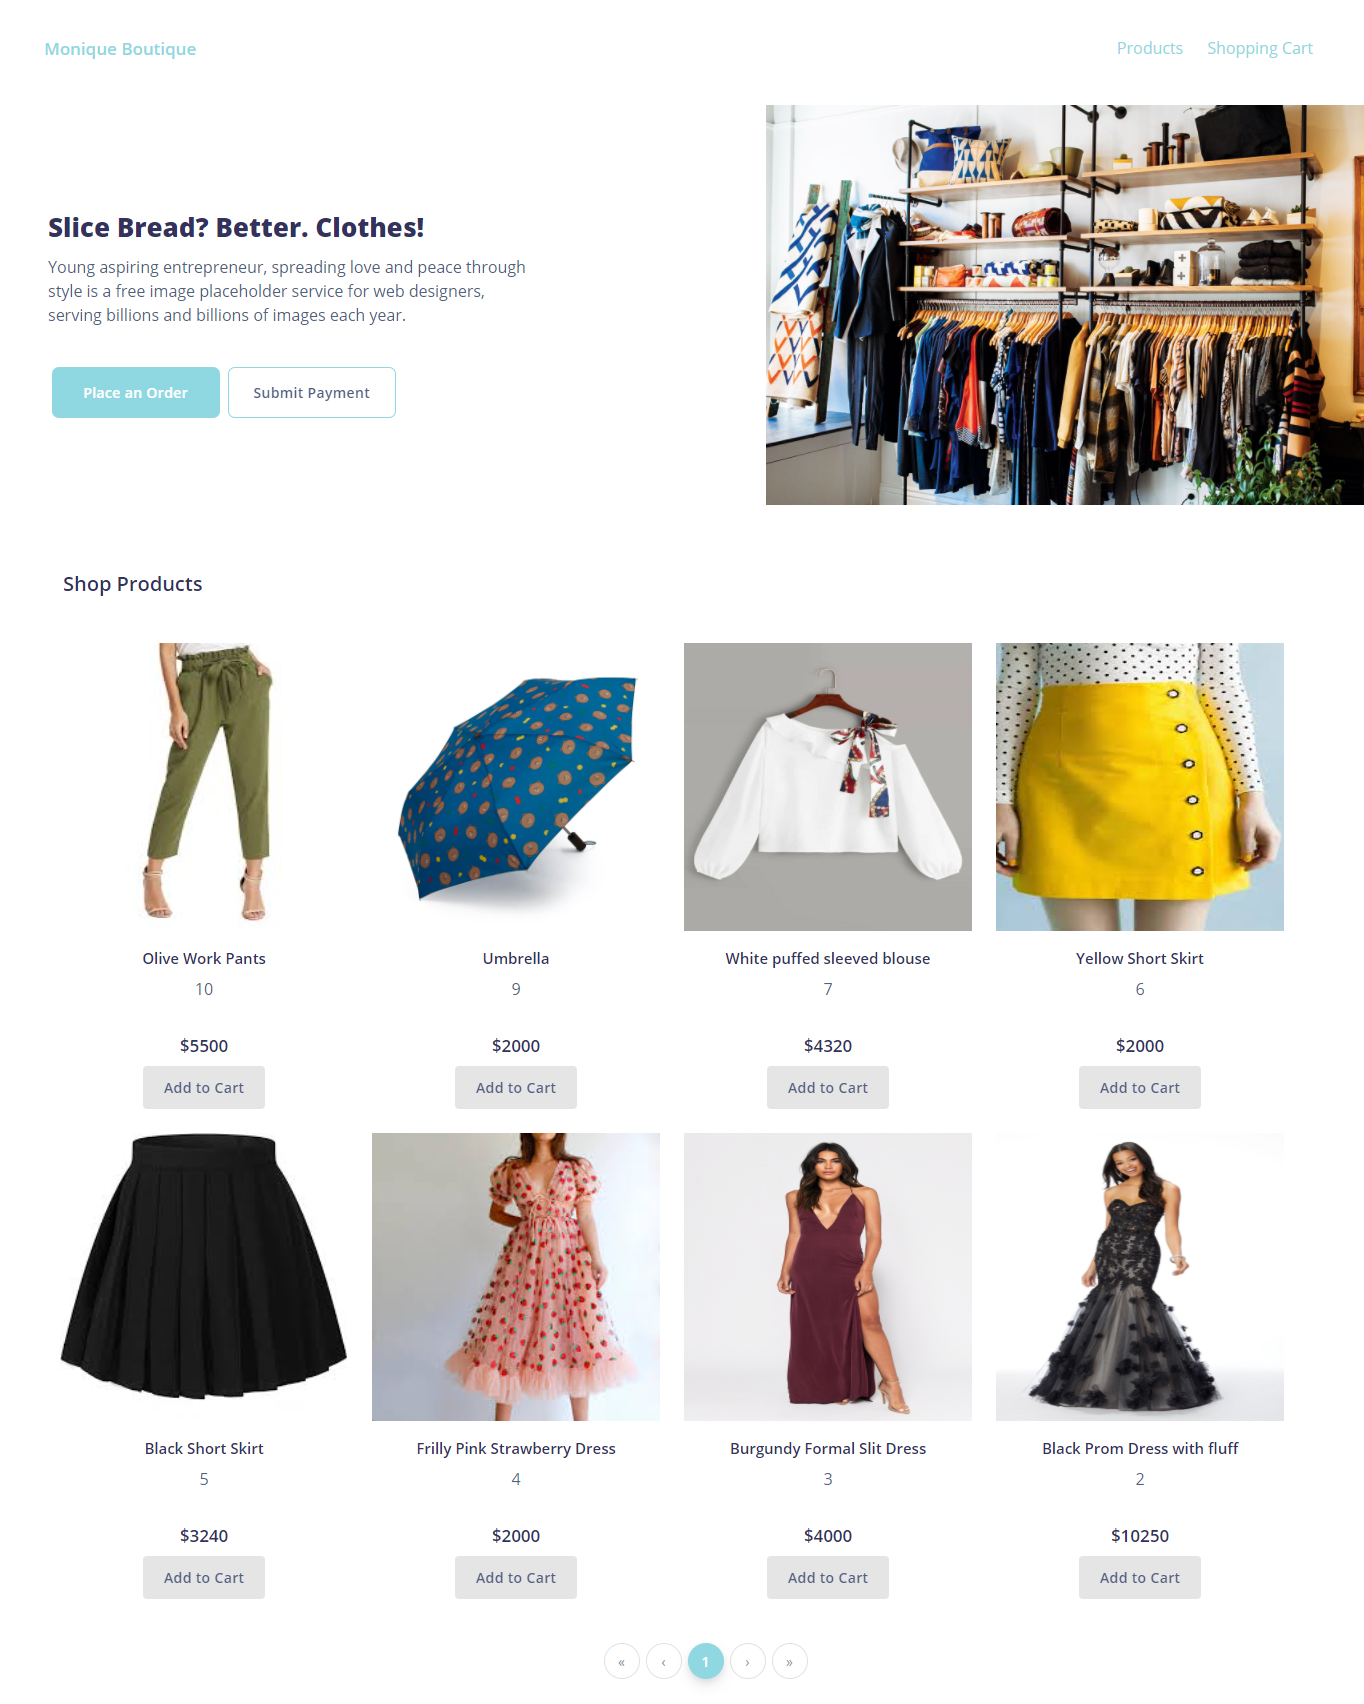 Monique Boutique
Products Shopping Cart
Slice Bread? Better. Clothes!
Young aspiring entrepreneur, spreading love and peace through
style is a free image placeholder service for web designers,
serving billions and billions of images each year.
Place an Order Submit Payment
Shop Products
Olive Work Pants
10
$5500
Add to Cart
Umbrella
9
$2000
Add to Cart
White puffed sleeved blouse
7
$4320
Add to Cart
Yellow Short Skirt
6
$2000
Add to Cart
Black Short Skirt
5
$3240
Add to Cart
Frilly Pink Strawberry Dress
4
$2000
Add to Cart
Burgundy Formal Slit Dress
3
$4000
Add to Cart
Black Prom Dress with fluff
2
$10250
Add to Cart
« ‹ 1 › »